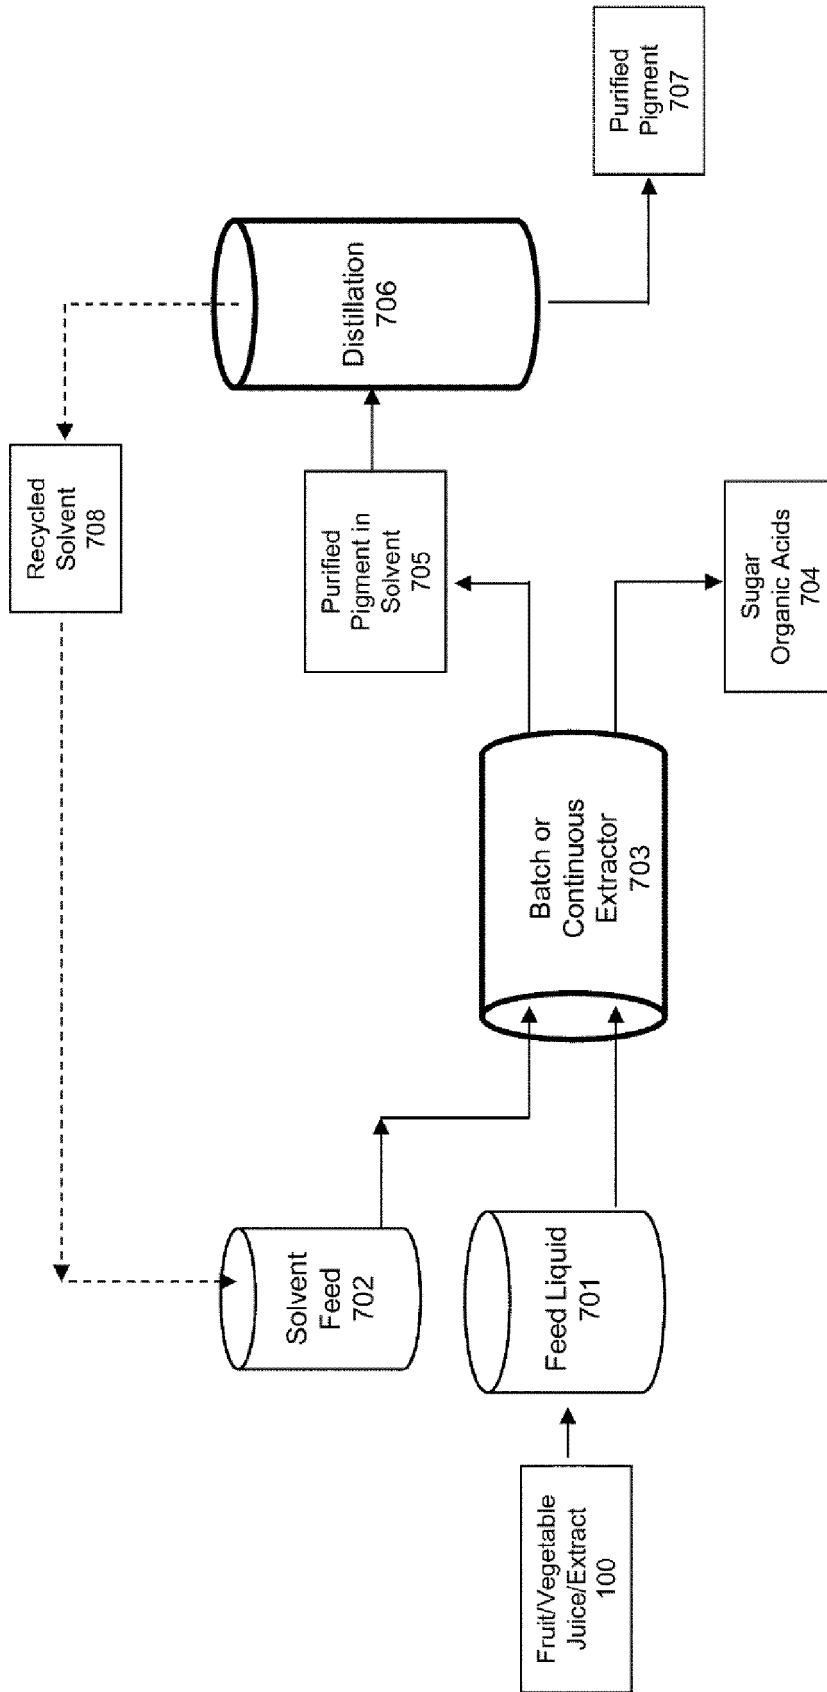 Fruit/Vegetable
Juice/Extract
100
Feed Liquid
701
Solvent
Feed
702
Batch or
Continuous
Extractor
703
Sugar
Organic Acids
704
Purified
Pigment in
Solvent
705
Distillation
706
Purified
Pigment
707
Recycled
Solvent
708